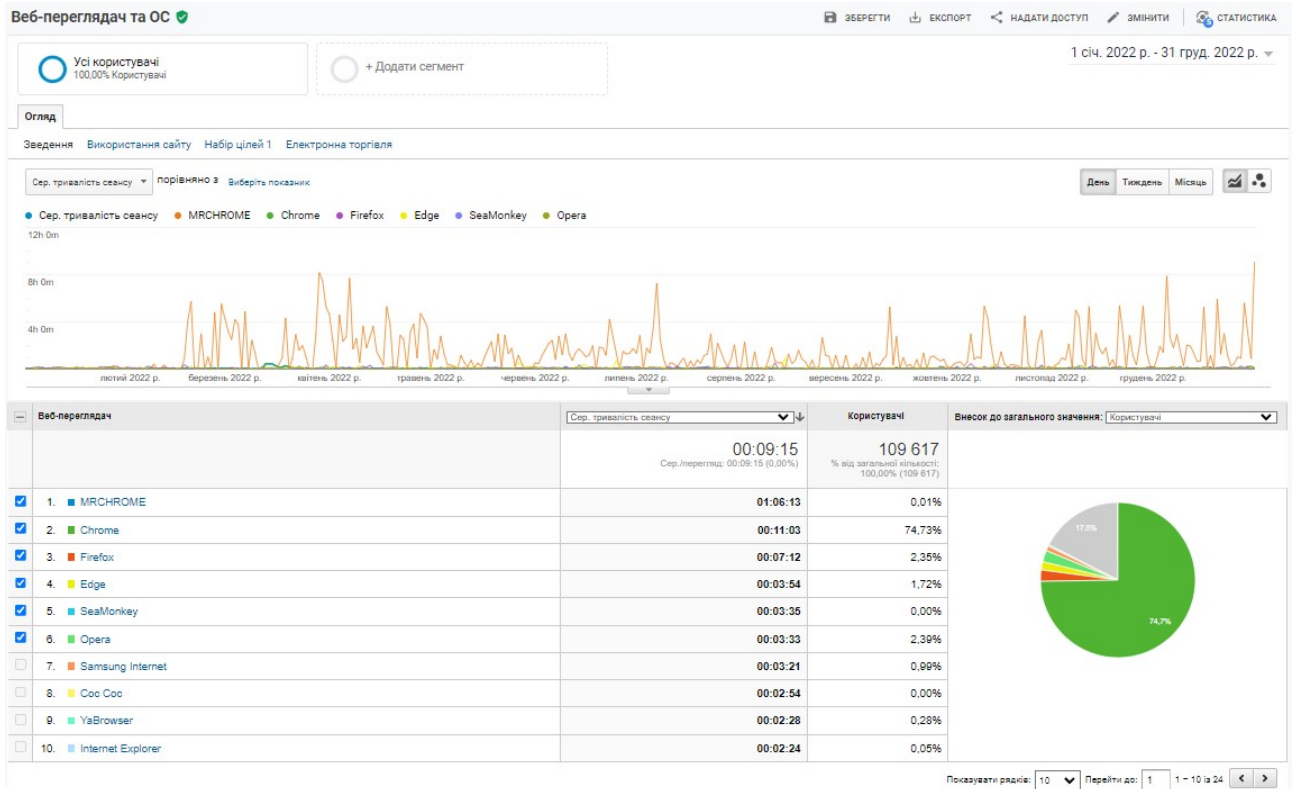 Веб-переглядач та ОС
ЗБЕРЕГТИ ЕКСПОРТ НАДАТИ ДОСТУП ЗМІНИТИ 5 СТАТИСТИКА
Усі користувачі
100,00% Користувачі
+ Додати сегмент
1 січ. 2022 р. - 31 груд. 2022 р.
Огляд
Зведення Використання сайту Набір цілей 1 Електронна торгівля
Сер. тривалість сеансу порівняно з Виберіть показник
День Тиждень Місяць
Сер. тривалість сеансу MRCHROME Chrome Firefox Edge SeaMonkey Opera
12h 0m
8h 0m
4h 0m
лютий 2022 р. березень 2022 р. квітень 2022 р. травень 2022 р. червень 2022 р. липень 2022 р. серпень 2022 р. вересень 2022 р. жовтень 2022 р. листопад 2022 р. грудень 2022 р.
Веб-переглядач Сер. тривалість сеансу Користувачі Внесок до загального значення: Користувачі
00:09:15 109 617
Сер./перегляд: 00:09:15 (0,00%) % від загальної кількості:
100,00% (109 617)
1. MRCHROME 01:06:13 0,01%
2. Chrome 00:11:03 74,73%
3. Firefox 00:07:12 2,35%
4. Edge 00:03:54 1,72%
5. SeaMonkey 00:03:35 0,00%
6. Opera 00:03:33 2,39%
7. Samsung Internet 00:03:21 0,99%
8. Coc Coc 00:02:54 0,00%
9. YaBrowser 00:02:28 0,28%
10. Internet Explorer 00:02:24 0,05%
74,7%
Показувати рядків: 10 Перейти до: 1 1 – 10 із 24